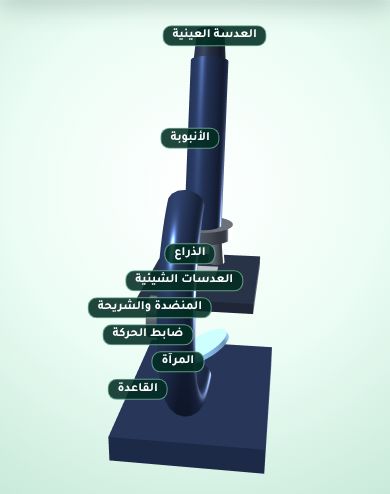 العدسة العينية
الأنبوبة
الذراع
العدسات الشيئية
المنضدة والشريحة
ضابط الحركة
المرآة
القاعدة